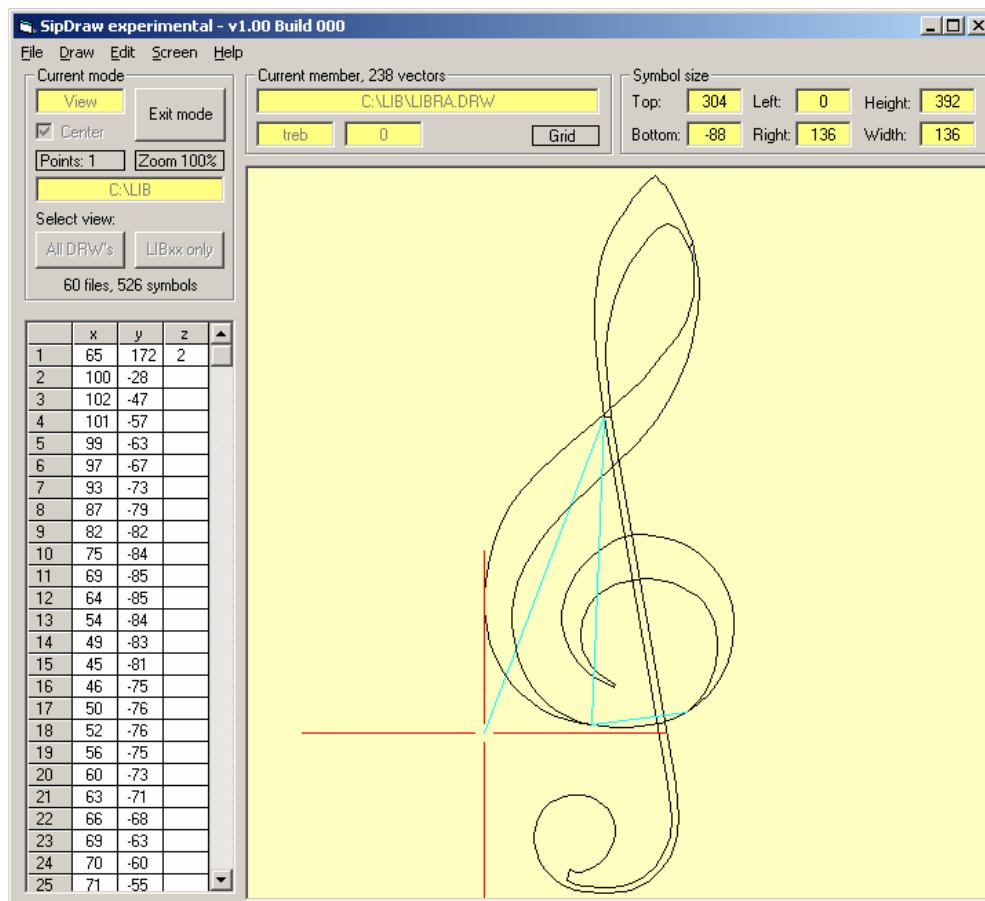 SipDraw experimental - v1.00 Build 000
File Draw Edit Screen Help
Current mode
View
Exit mode
Center
Points: 1 Zoom 100%
C:\LIB
Select view:
All DRW's LIBxx only
60 files, 526 symbols
Current member, 238 vectors
C:\LIB\LIBRA.DRW
treb 0 Grid
Symbol size
Top: 304 Left: 0 Height: 392
Bottom: -88 Right: 136 Width: 136
x y z
1 65 172 2
2 100 -28
3 102 -47
4 101 -57
5 99 -63
6 97 -67
7 93 -73
8 87 -79
9 82 -82
10 75 -84
11 69 -85
12 64 -85
13 54 -84
14 49 -83
15 45 -81
16 46 -75
17 50 -76
18 52 -76
19 56 -75
20 60 -73
21 63 -71
22 66 -68
23 69 -63
24 70 -60
25 71 -55